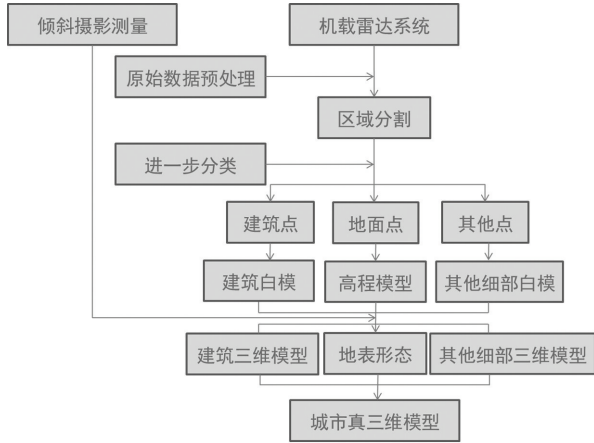 倾斜摄影测量
机载雷达系统
原始数据预处理
区域分割
进一步分类
建筑点
地面点
其他点
建筑白模
高程模型
其他细部白模
建筑三维模型
地表形态
其他细部三维模型
城市真三维模型